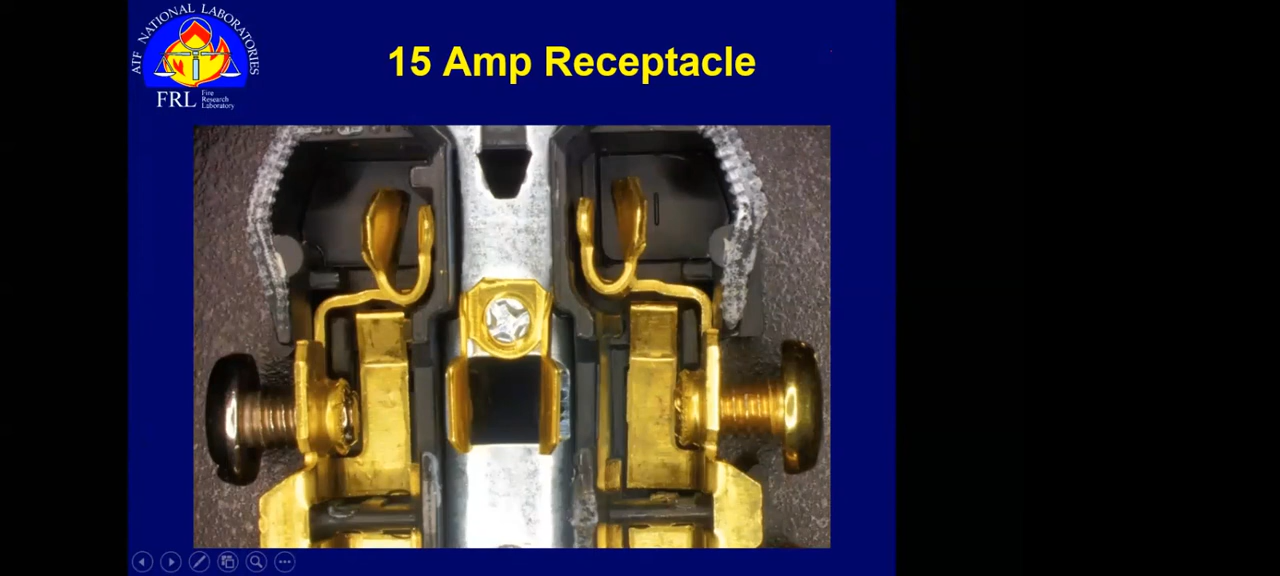 ATF NATIONAL LABORATORIES
15 Amp Receptacle
FRL Fire
Research
Laboratory